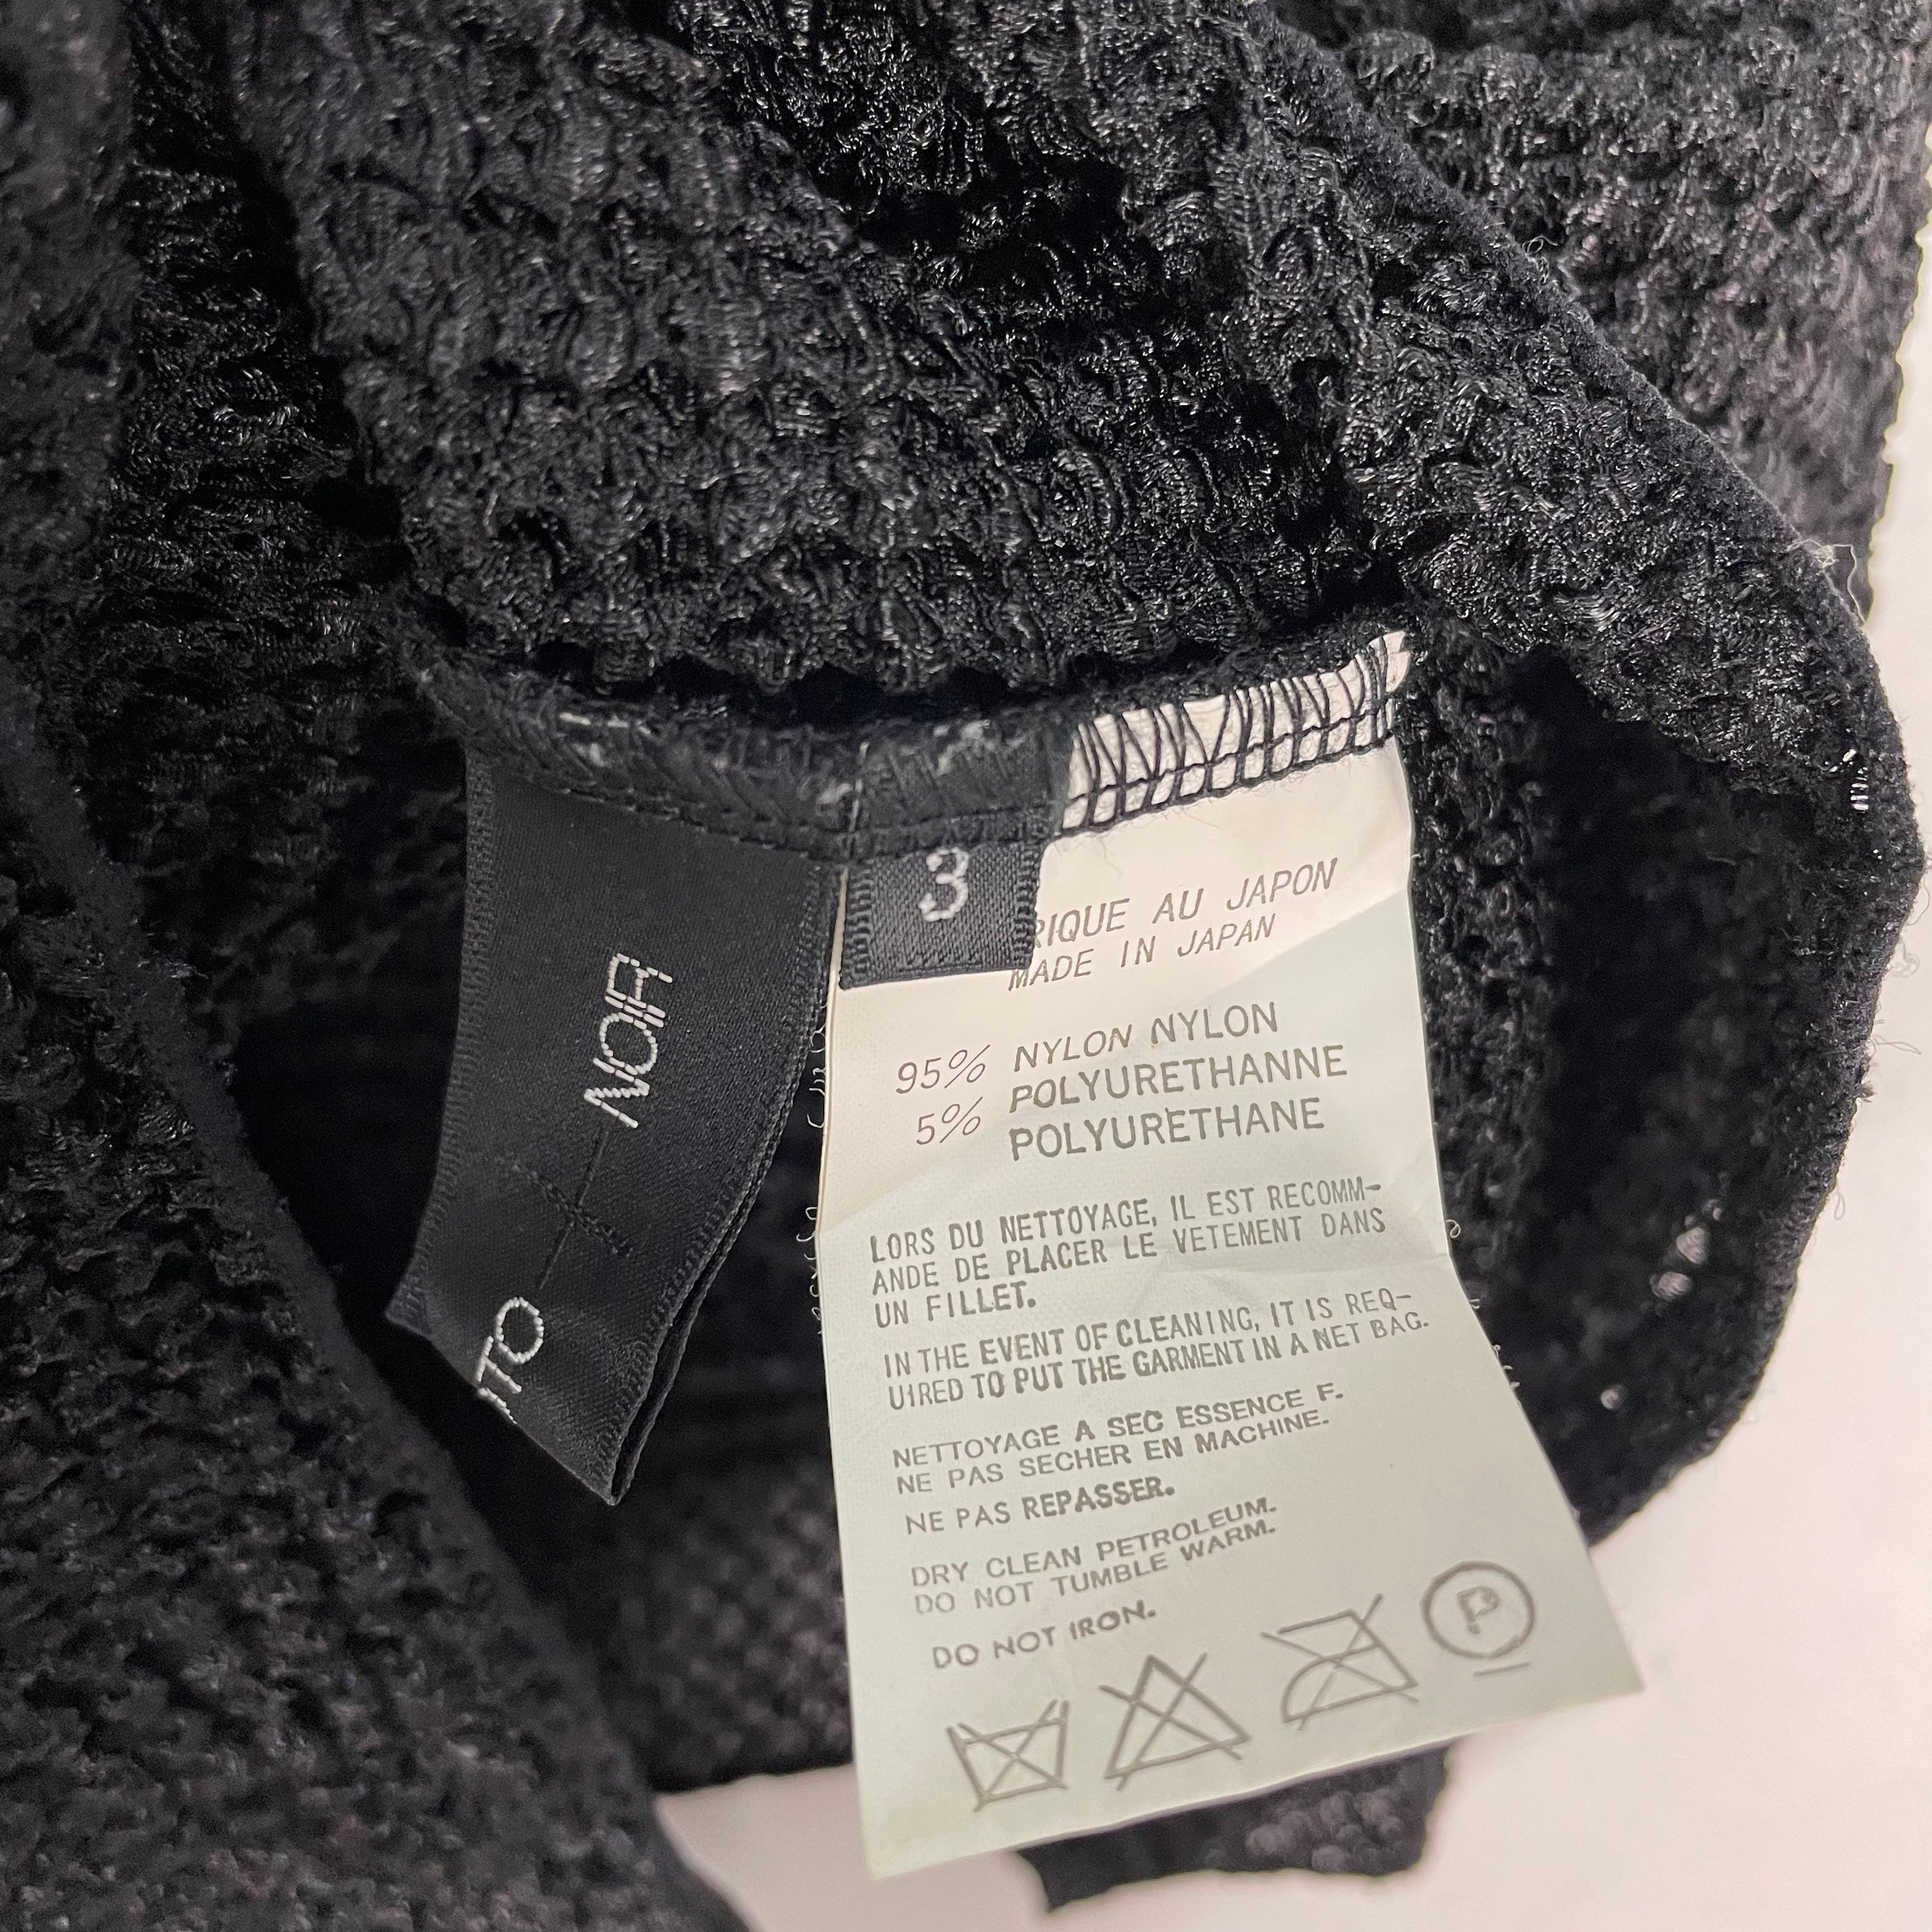 NOIR
3
RIQUE AU JAPON
MADE IN JAPAN
95% NYLON NYLON
5% POLYURETHANNE
POLYURETHANE
LORS DU NETTOYAGE, IL EST RECOMM-
ANDE DE PLACER LE VETEMENT DANS
UN FILLET.
IN THE EVENT OF CLEANING, IT IS REQ-
UIRED TO PUT THE GARMENT IN A NET BAG.
NETTOYAGE A SEC ESSENCE F.
NE PAS SECHER EN MACHINE.
NE PAS REPASSER.
DRY CLEAN PETROLEUM.
DO NOT TUMBLE WARM.
DO NOT IRON.
P